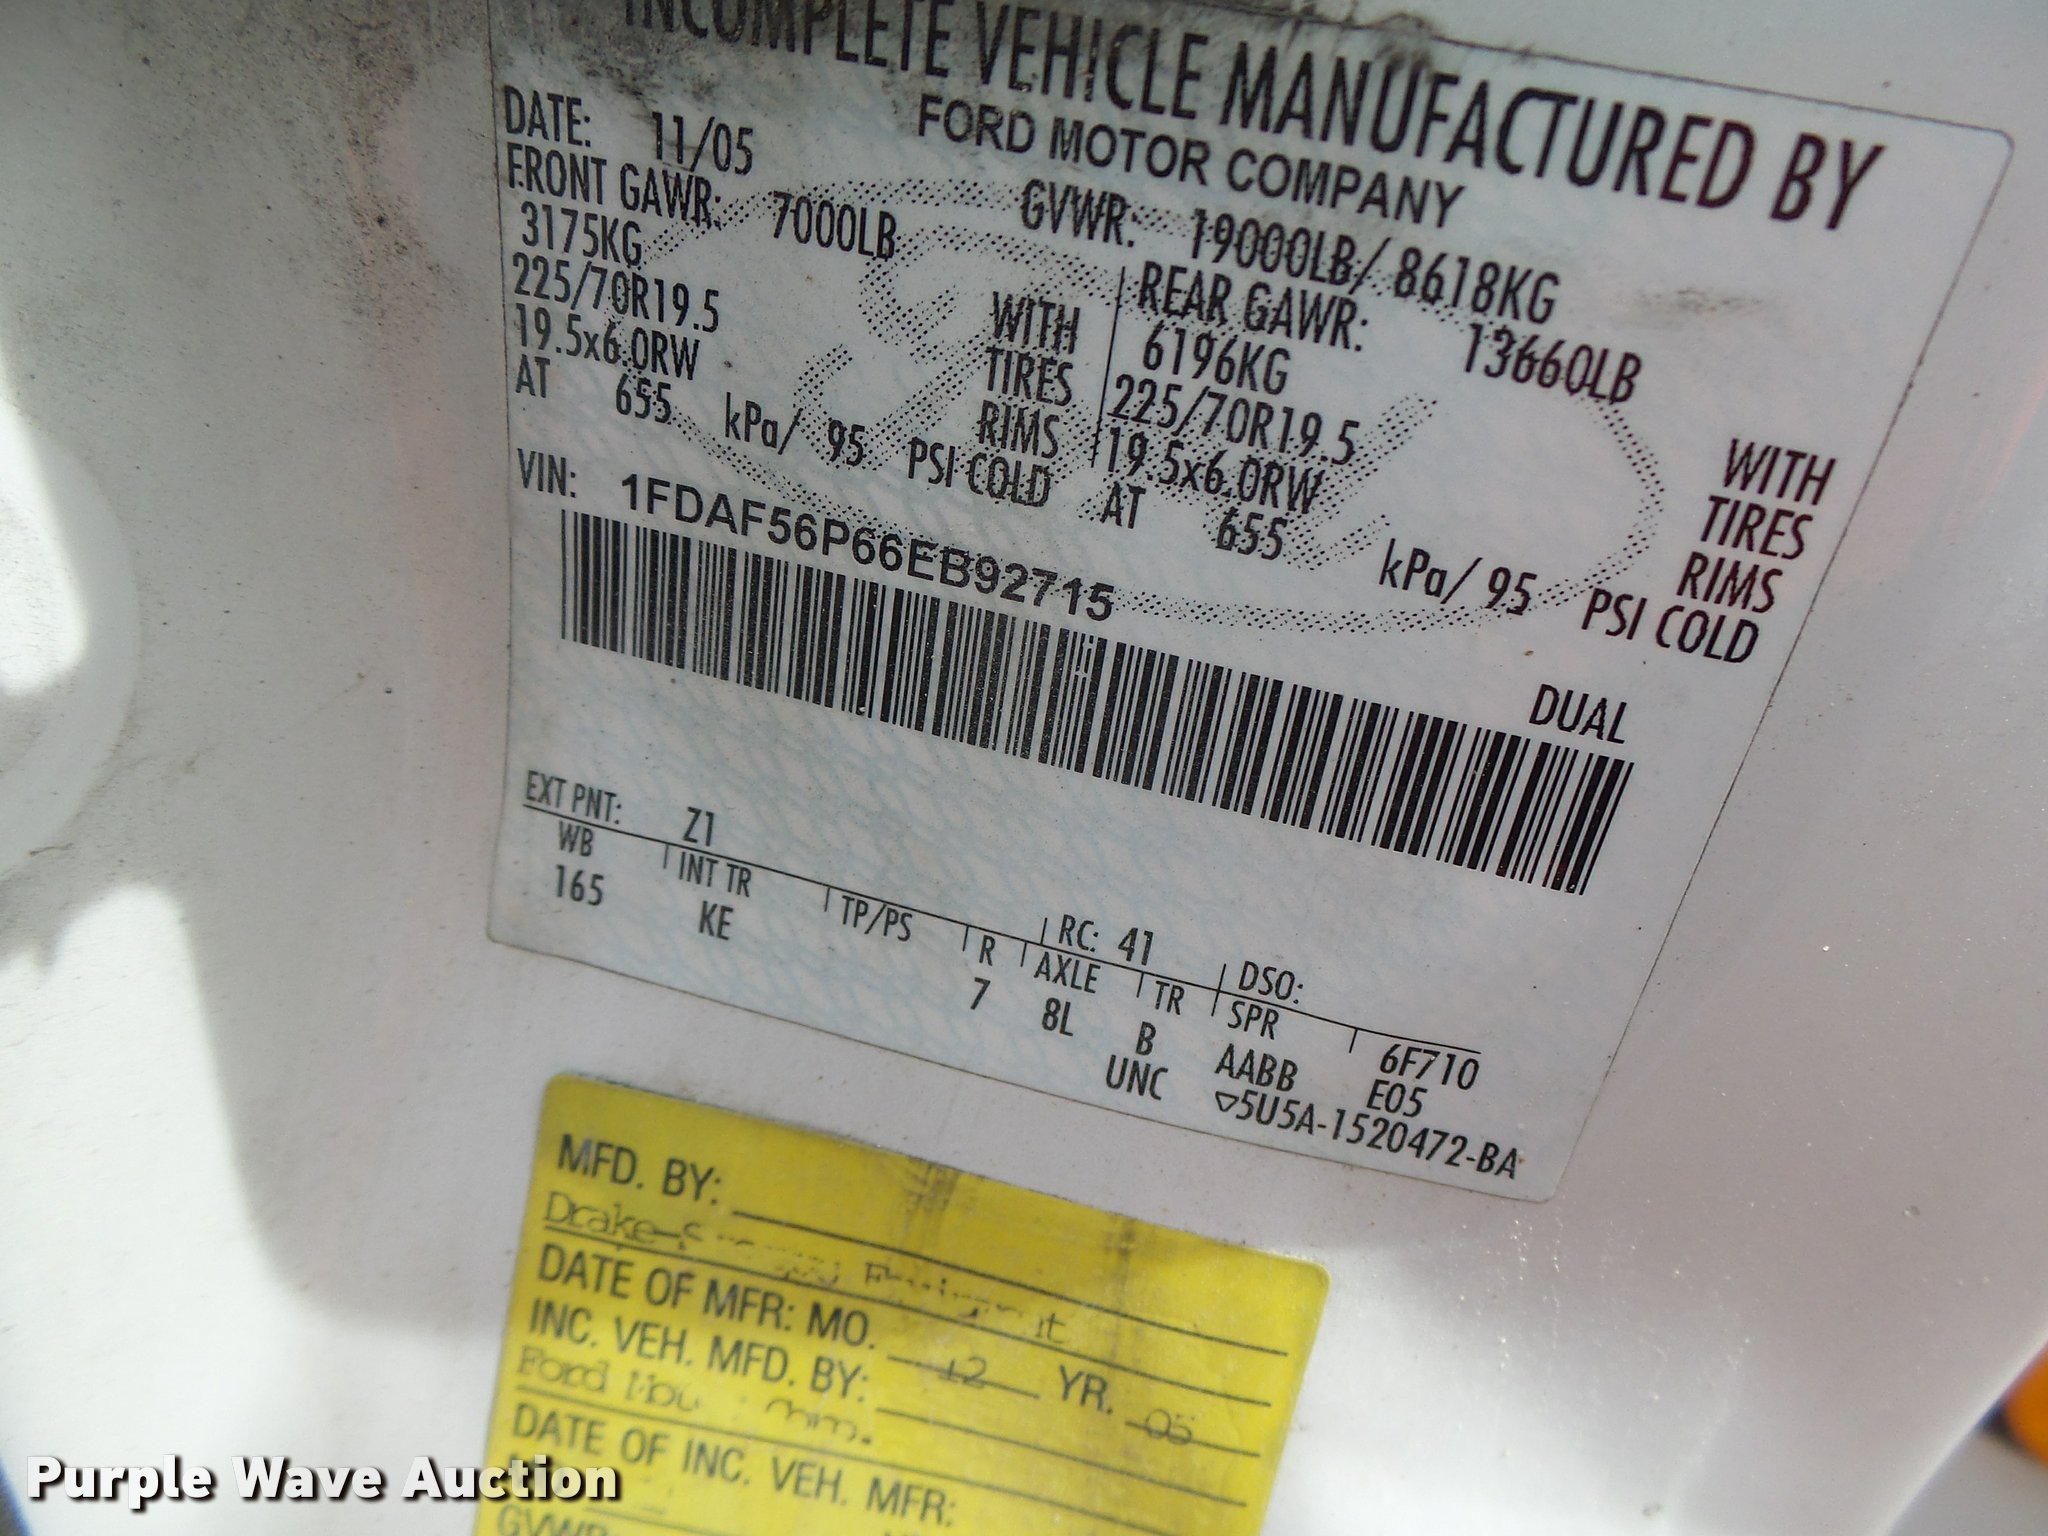 INCOMPLETE VEHICLE MANUFACTURED BY
FORD MOTOR COMPANY
DATE: 11/05 GVWR: 19000LB/ 8618KG
FRONT GAWR: 7000LB REAR GAWR: 13660LB
3175KG WITH 6196KG WITH
225/70R19.5 TIRES 225/70R19.5 TIRES
19.5x6.0RW RIMS 19.5x6.0RW RIMS
AT 655 kPa/ 95 PSI COLD AT 655 kPa/ 95 PSI COLD
VIN: 1FDAF56P66EB92715
DUAL
EXT PNT: Z1 RC: 41 DSO:
WB INT TR TP/PS R AXLE TR SPR 6F710
165 KE 7 8L B AABB E05
UNC ▽5U5A-1520472-BA
MFD. BY:
Drake-
DATE OF MFR: MO. 12 YR. 05
INC. VEH. MFD. BY:
Ford
DATE OF INC. VEH. MFR:
GVWR
Purple Wave Auction